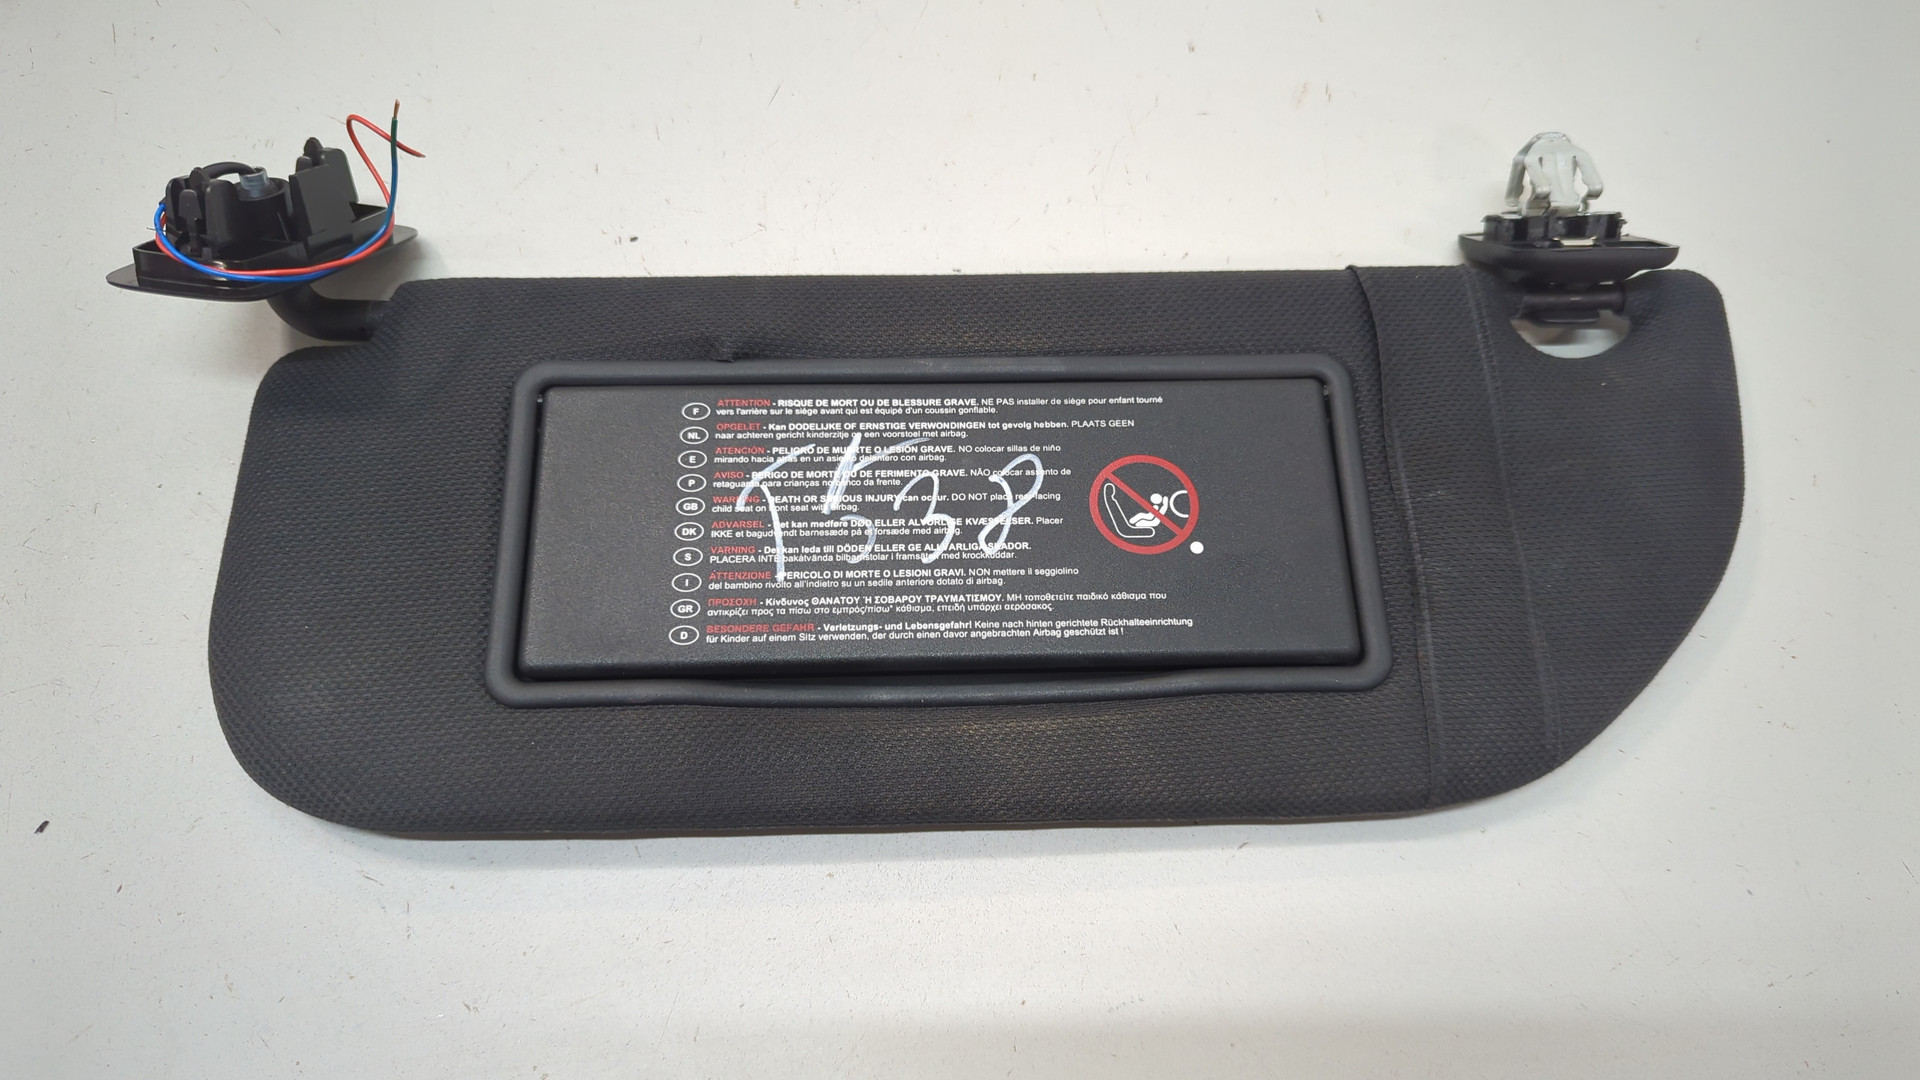 F ATTENTION - RISQUE DE MORT OU DE BLESSURE GRAVE. NE PAS installer de siège pour enfant tourné
vers l'arrière sur le siège avant qui est équipé d'un coussin gonflable.
NL OPGELET - Kan DODELIJKE OF ERNSTIGE VERWONDINGEN tot gevolg hebben. PLAATS GEEN
naar achteren gericht kinderzitje op een voorstoel met airbag.
E ATENCIÓN - PELIGRO DE MUERTE O LESIÓN GRAVE. NO colocar sillas de niño
mirando hacia atras en un asiento delantero con airbag.
P AVISO - PERIGO DE MORTE OU DE FERIMENTO GRAVE. NÃO colocar assento de
retaguarda para crianças no banco da frente.
GB WARNING - DEATH OR SERIOUS INJURY can occur. DO NOT place rear-facing
child seat on front seat with airbag.
DK ADVARSEL - Det kan medføre DØD ELLER ALVORLIGE KVÆSTELSER. Placer
IKKE et bagudvendt barnesæde på et forsæde med airbag.
S VARNING - Det kan leda till DÖDEN ELLER GE ALLVARLIGA SKADOR.
PLACERA INTE bakåtvända bilbarnstolar i framsätet med krockkuddar.
I ATTENZIONE - PERICOLO DI MORTE O LESIONI GRAVI. NON mettere il seggiolino
del bambino rivolto all'indietro su un sedile anteriore dotato di airbag.
GR ΠΡΟΣΟΧΗ - Κίνδυνος ΘΑΝΑΤΟΥ Ή ΣΟΒΑΡΟΥ ΤΡΑΥΜΑΤΙΣΜΟΥ. ΜΗ τοποθετείτε παιδικό κάθισμα που
αντικρίζει προς τα πίσω στο εμπρός/πίσω* κάθισμα, επειδή υπάρχει αερόσακος.
D BESONDERE GEFAHR - Verletzungs- und Lebensgefahr! Keine nach hinten gerichtete Rückhalteeinrichtung
für Kinder auf einem Sitz verwenden, der durch einen davor angebrachten Airbag geschützt ist !
T538